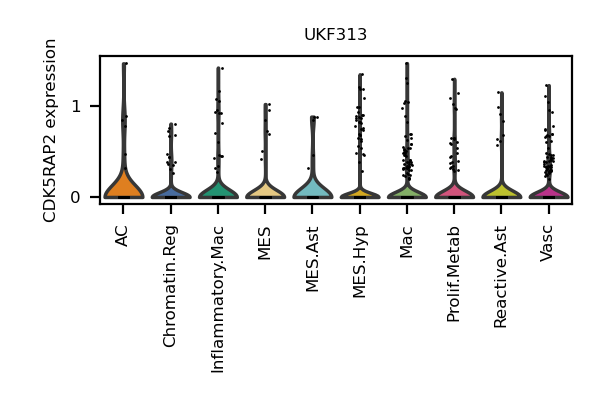 UKF313
CDK5RAP2 expression
1
0
AC
Chromatin.Reg
Inflammatory.Mac
MES
MES.Ast
MES.Hyp
Mac
Prolif.Metab
Reactive.Ast
Vasc